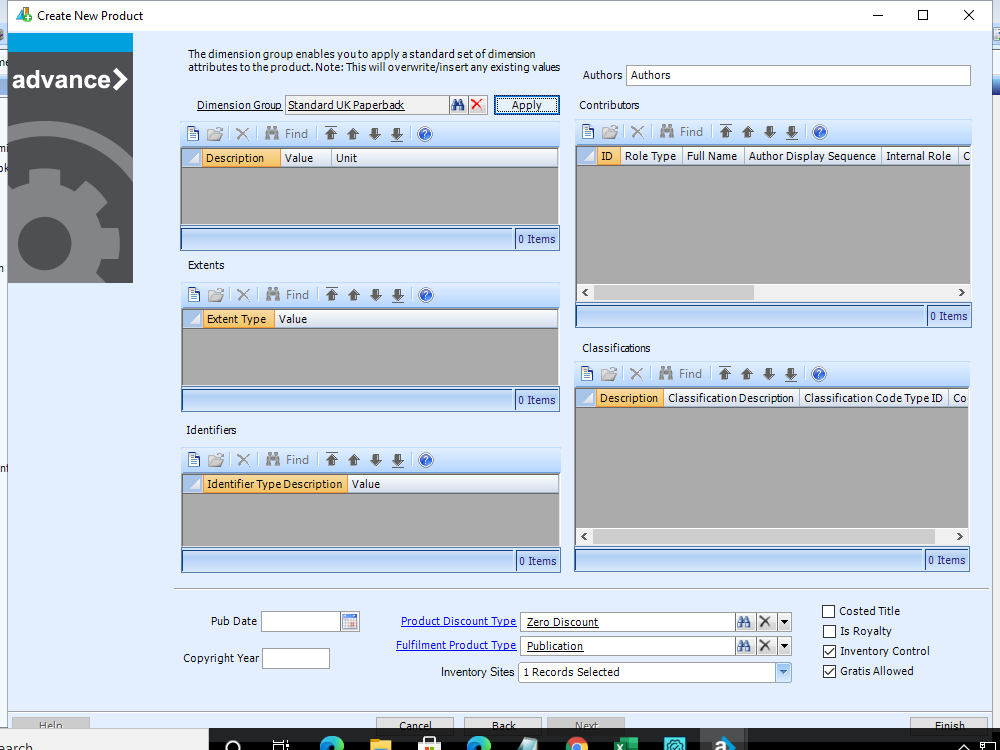 Create New Product
advance
The dimension group enables you to apply a standard set of dimension
attributes to the product. Note: This will overwrite/insert any existing values
Dimension Group Standard UK Paperback Apply
Find
Description Value Unit
0 Items
Extents
Find
Extent Type Value
0 Items
Identifiers
Find
Identifier Type Description Value
0 Items
Authors Authors
Contributors
Find
ID Role Type Full Name Author Display Sequence Internal Role C
0 Items
Classifications
Find
Description Classification Description Classification Code Type ID Co
0 Items
Pub Date
Copyright Year
Product Discount Type Zero Discount
Fulfilment Product Type Publication
Inventory Sites 1 Records Selected
Costed Title
Is Royalty
Inventory Control
Gratis Allowed
Help Cancel Back Next Finish
earch